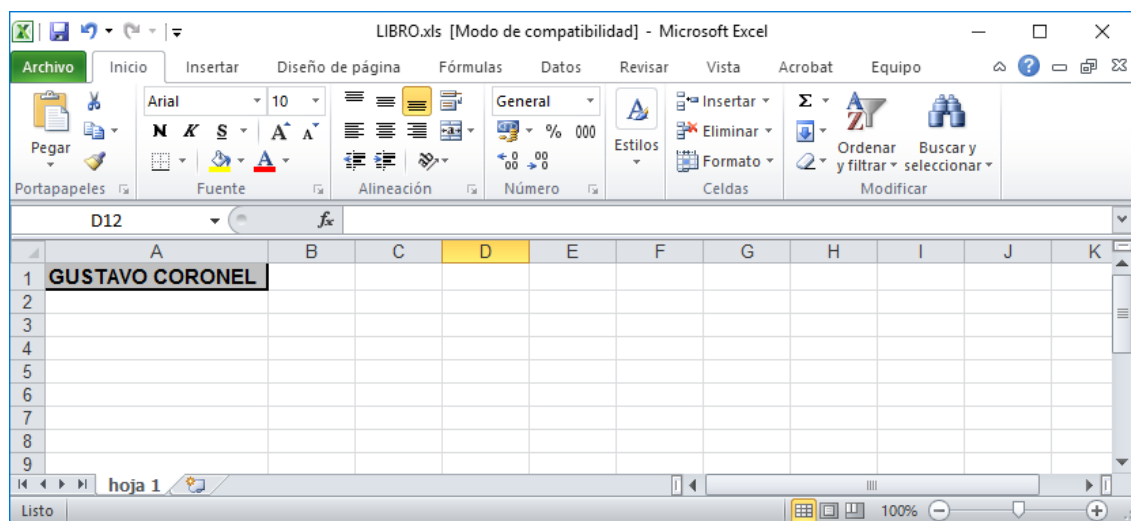 LIBRO.xls [Modo de compatibilidad] - Microsoft Excel
Archivo Inicio Insertar Diseño de página Fórmulas Datos Revisar Vista Acrobat Equipo
Arial 10 General Insertar Σ
N K S A A % 000 Eliminar
Pegar Estilos Ordenar Buscar y
A Formato y filtrar seleccionar
Portapapeles Fuente Alineación Número Celdas Modificar
D12 fx
A B C D E F G H I J K
1 GUSTAVO CORONEL
2
3
4
5
6
7
8
9
hoja 1
Listo 100%